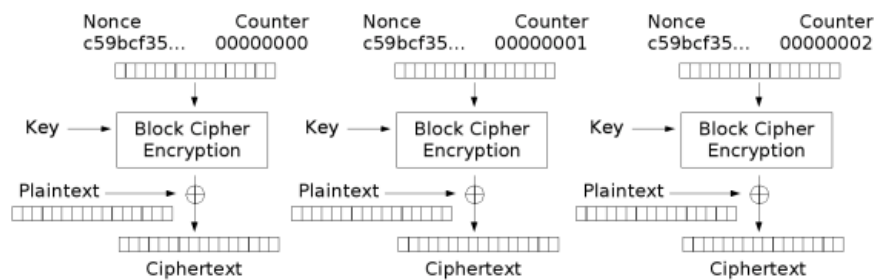 Nonce Counter Nonce Counter Nonce Counter
c59bcf35... 00000000 c59bcf35... 00000001 c59bcf35... 00000002
Key Block Cipher Encryption Key Block Cipher Encryption Key Block Cipher Encryption
Plaintext Plaintext Plaintext
Ciphertext Ciphertext Ciphertext